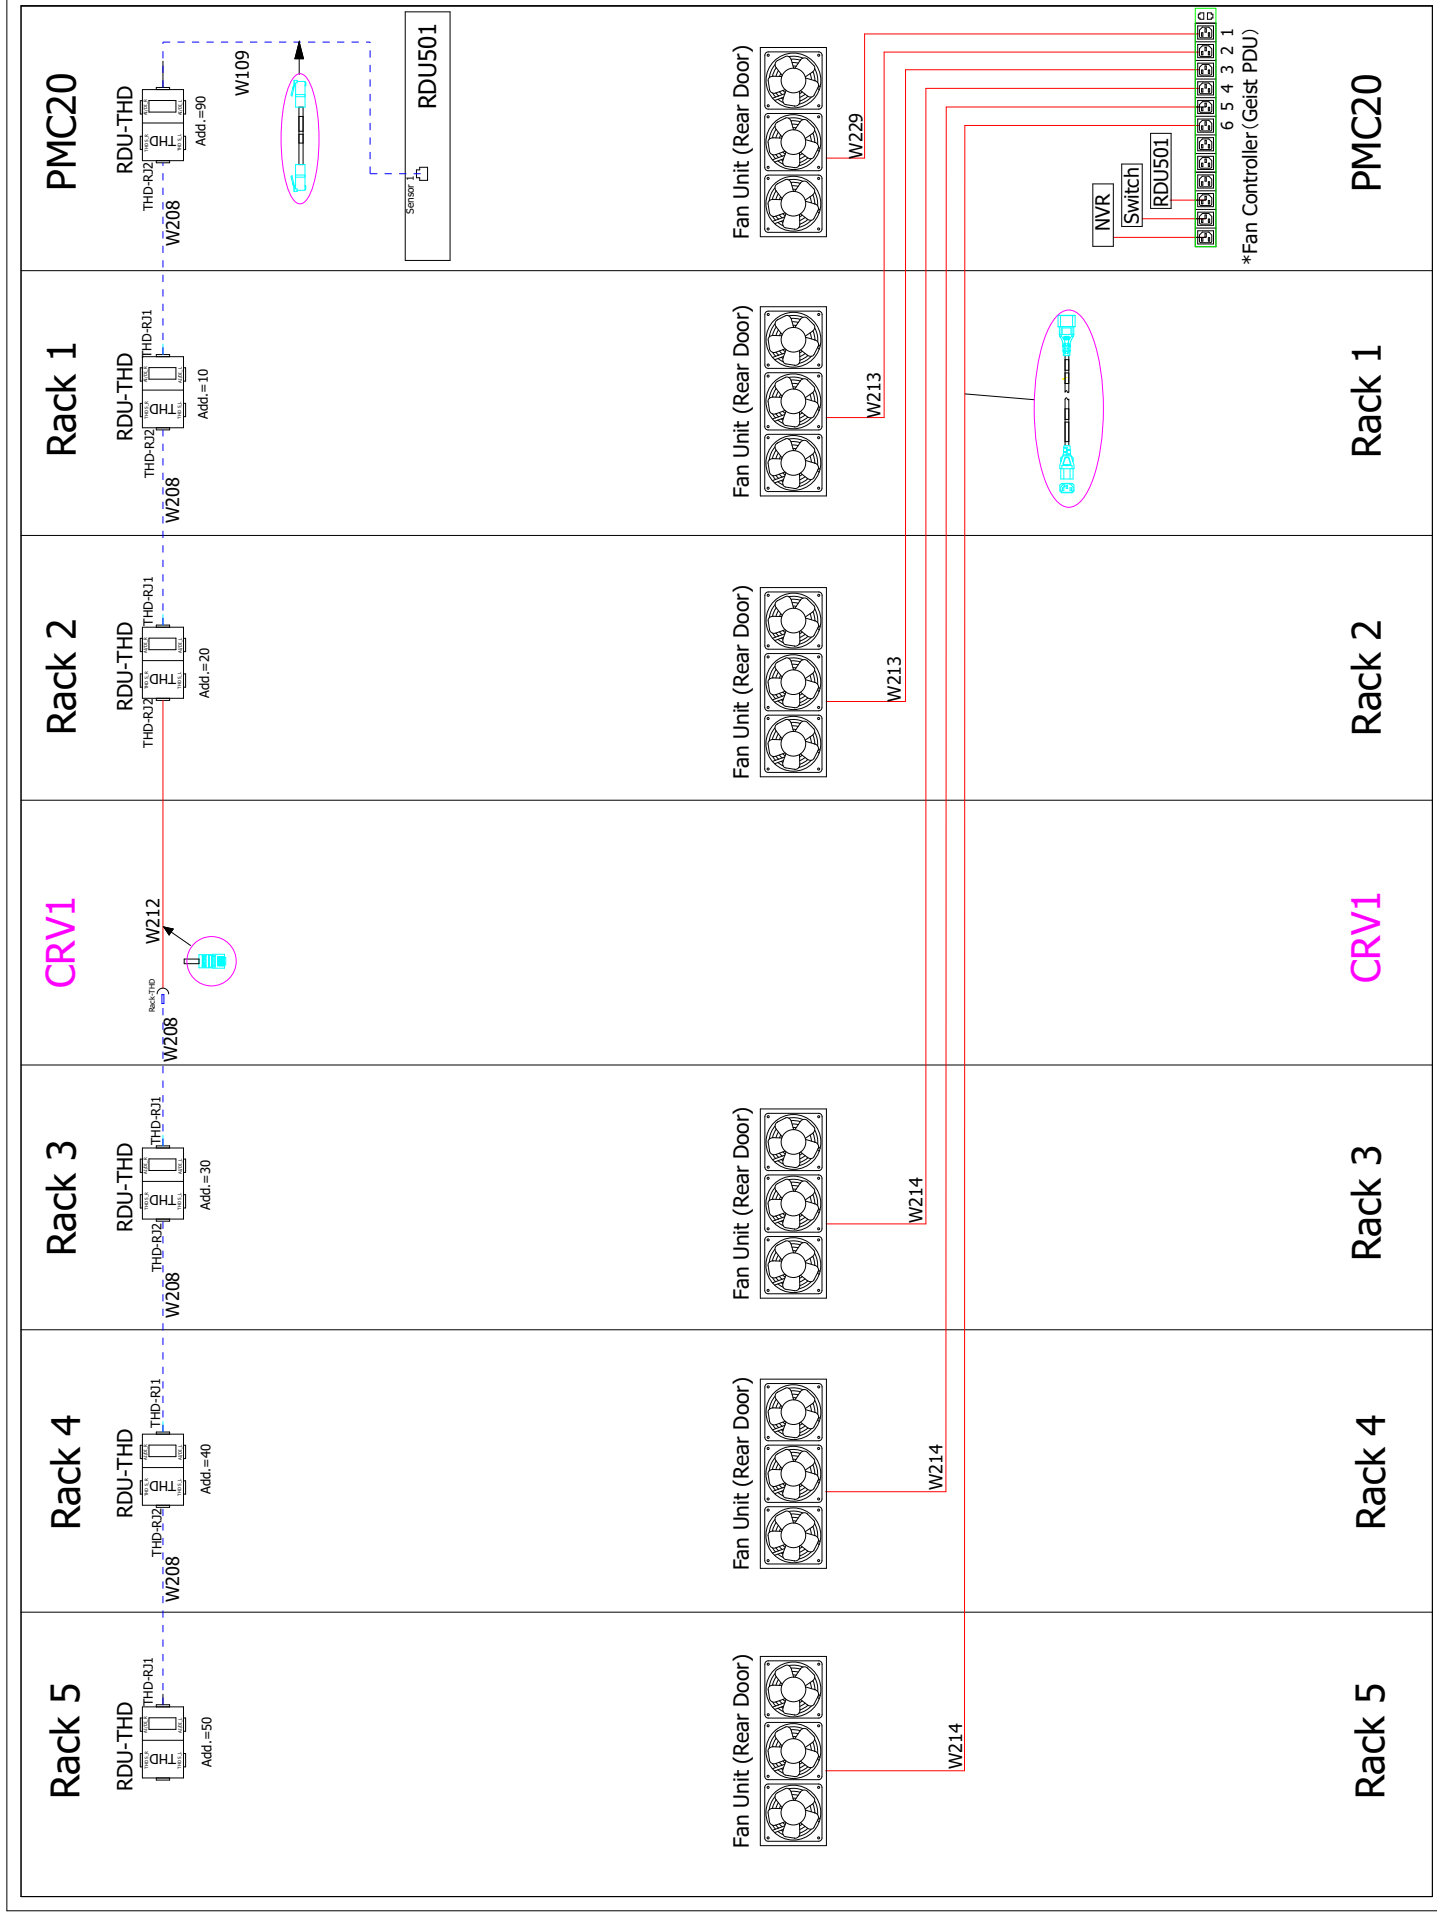 Rack 5
RDU-THD
THD-RJ1
THD
Add.=50
W208
Rack 4
RDU-THD
THD-RJ2
THD-RJ1
THD
Add.=40
W208
Rack 3
RDU-THD
THD-RJ2
THD-RJ1
THD
Add.=30
W208
CRV1
Rack-THD
W212
Rack 2
RDU-THD
THD-RJ2
THD-RJ1
THD
Add.=20
W208
Rack 1
RDU-THD
THD-RJ2
THD-RJ1
THD
Add.=10
W208
PMC20
RDU-THD
THD-RJ2
THD
Add.=90
W109
Sensor 1
RDU501
Fan Unit (Rear Door)
W214
Fan Unit (Rear Door)
W214
Fan Unit (Rear Door)
W214
Fan Unit (Rear Door)
W213
Fan Unit (Rear Door)
W213
Fan Unit (Rear Door)
W229
NVR
Switch
RDU501
6 5 4 3 2 1
*Fan Controller(Geist PDU)
Rack 5
Rack 4
Rack 3
CRV1
Rack 2
Rack 1
PMC20